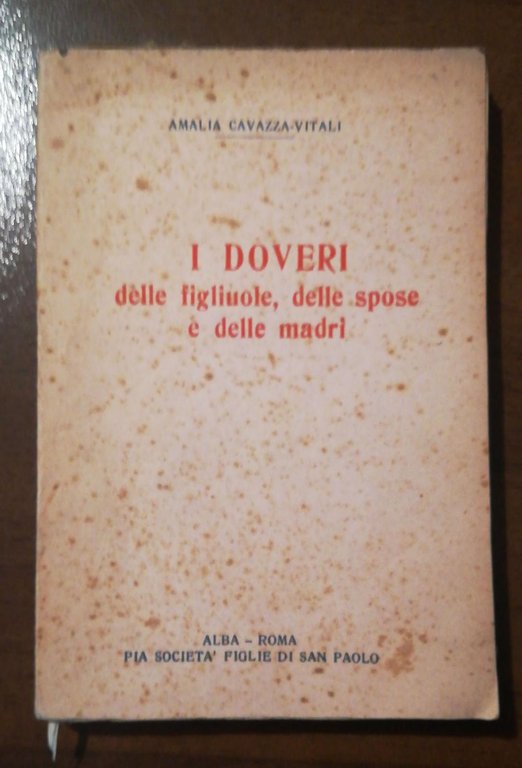 AMALIA CAVAZZA-VITALI
I DOVERI
delle figliuole, delle spose
e delle madri
ALBA - ROMA
PIA SOCIETA' FIGLIE DI SAN PAOLO